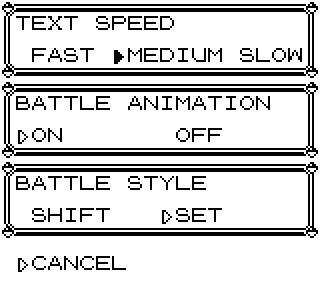 TEXT SPEED
FAST ▶MEDIUM SLOW
BATTLE ANIMATION
▷ON OFF
BATTLE STYLE
SHIFT ▷SET
▷CANCEL